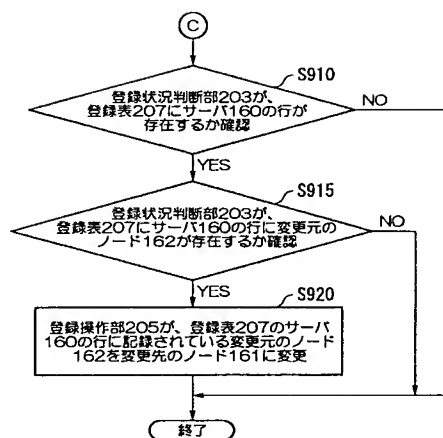 C
S910
登録状況判断部203が、
登録表207にサーバ160の行が
存在するか確認
NO
YES
S915
登録状況判断部203が、
登録表207にサーバ160の行に変更元の
ノード162が存在するか確認
NO
YES
S920
登録操作部205が、登録表207のサーバ
160の行に記録されている変更元のノード
162を変更先のノード161に変更
終了